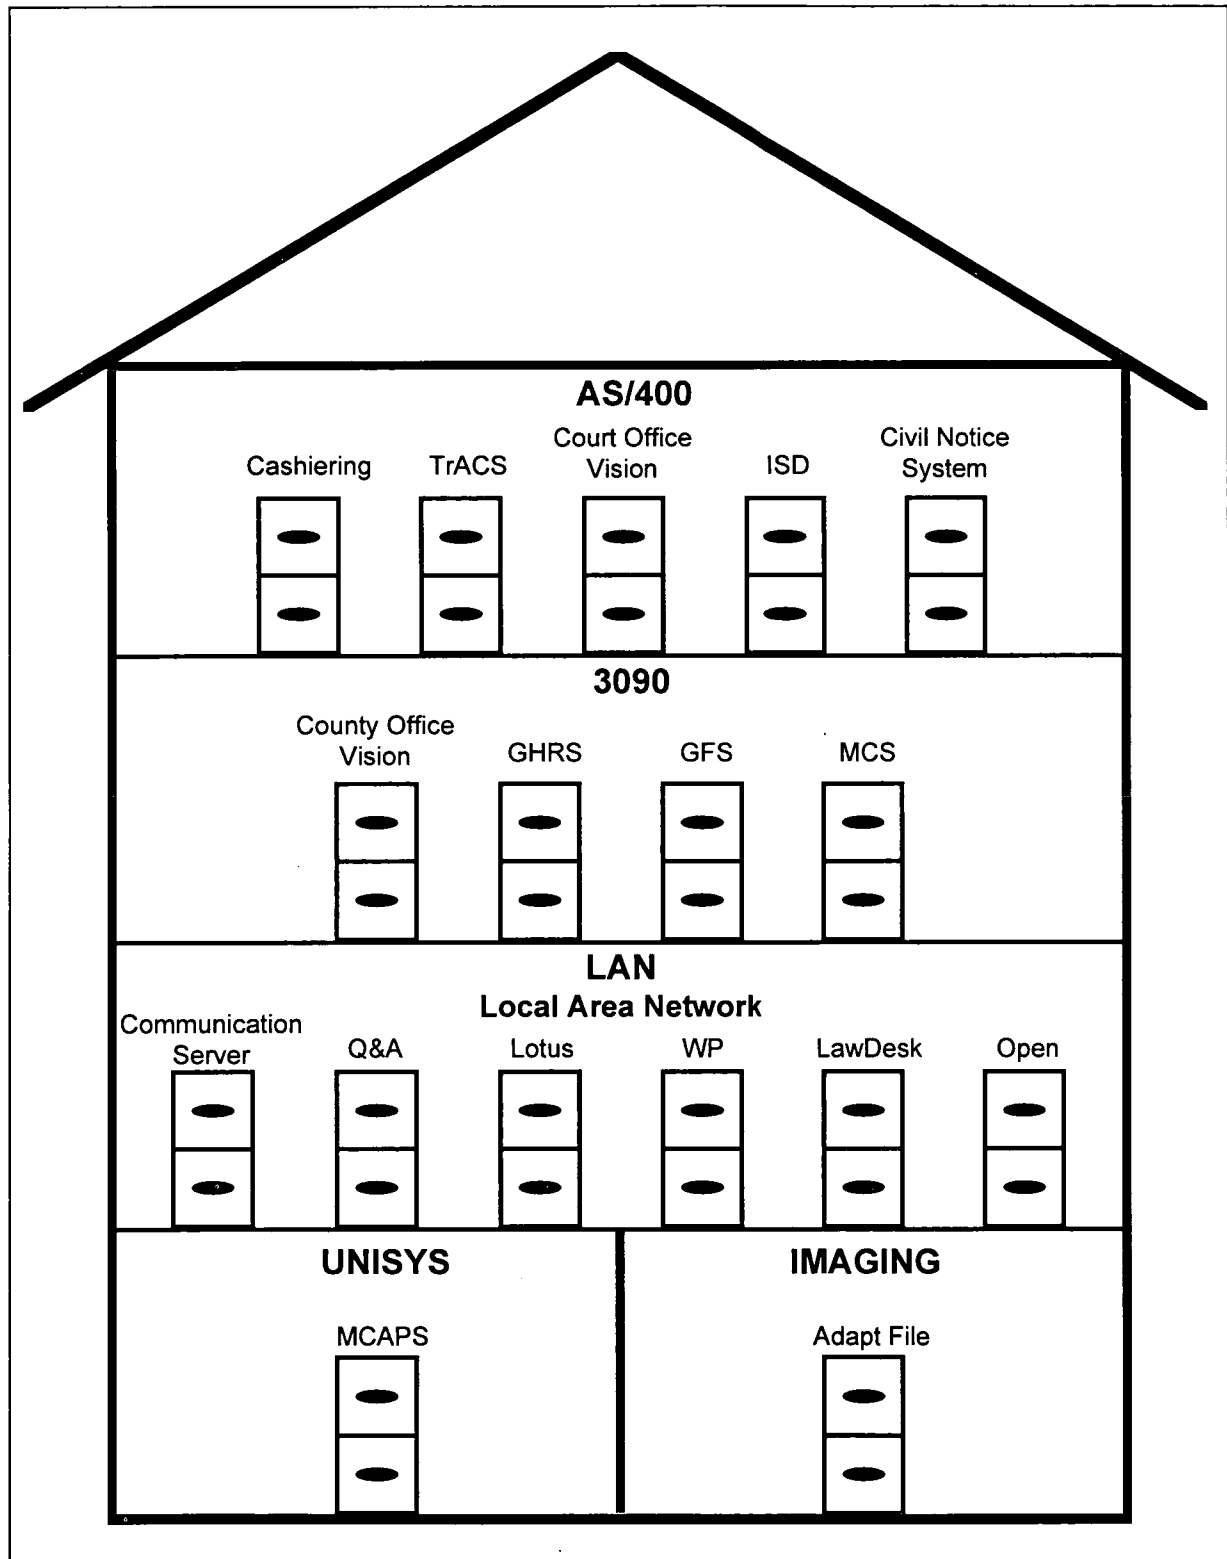 AS/400
Cashiering
TrACS
Court Office
Vision
ISD
Civil Notice
System
3090
County Office
Vision
GHRS
GFS
MCS
LAN
Local Area Network
Communication
Server
Q&A
Lotus
WP
LawDesk
Open
UNISYS
IMAGING
MCAPS
Adapt File